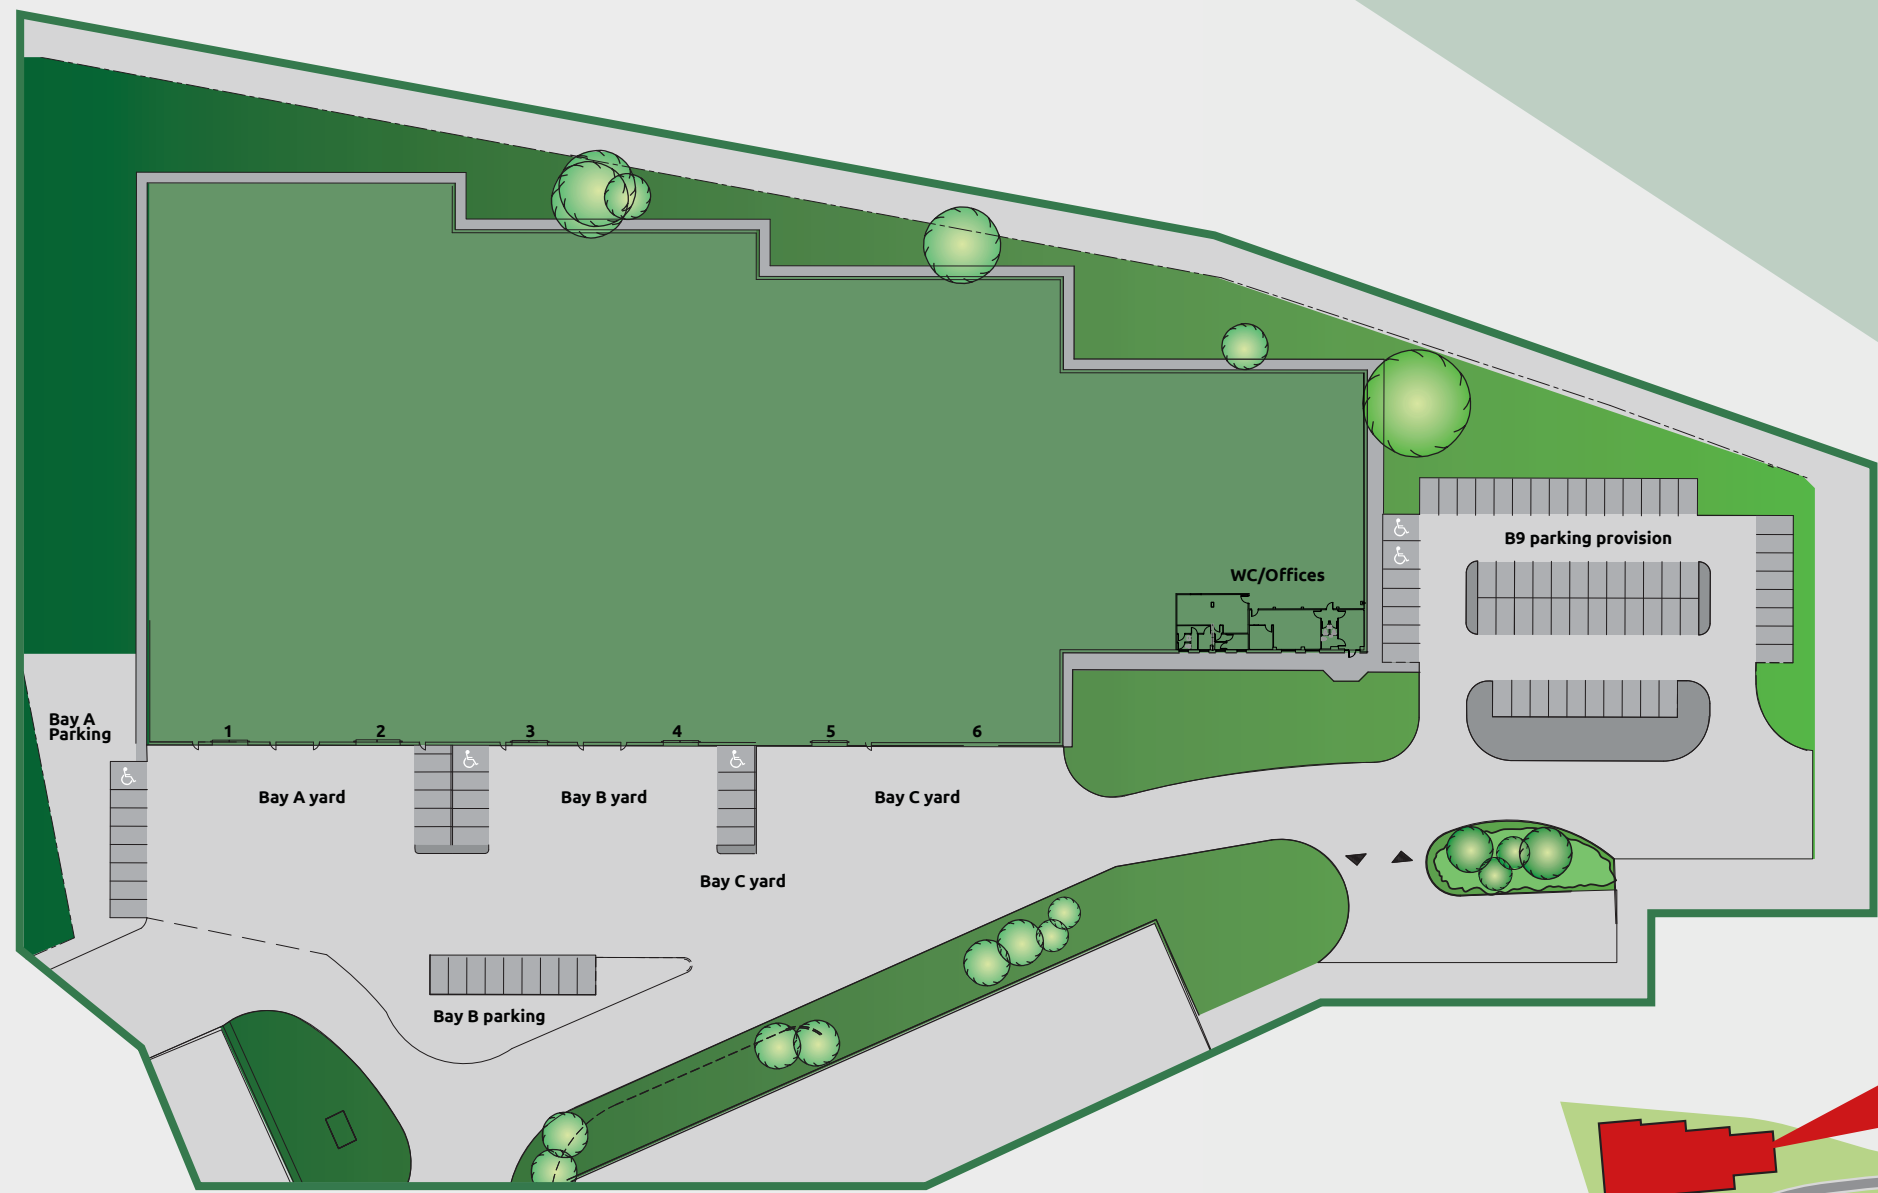 B9 parking provision
WC/Offices
Bay A
Parking
1
2
3
4
5
6
Bay A yard
Bay B yard
Bay C yard
Bay C yard
Bay B parking